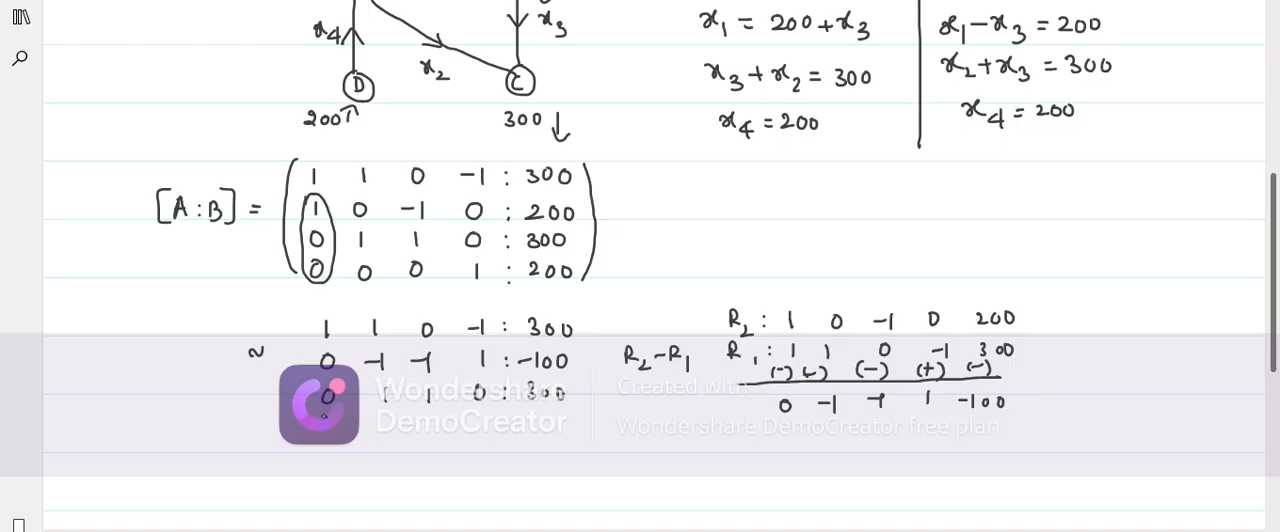 x4 x2 x3
D C
200↑ 300 ↓
x1 = 200 + x3
x3 + x2 = 300
x4 = 200
x1 − x3 = 200
x2 + x3 = 300
x4 = 200
[A : B] =
1 1 0 −1 : 300
1 0 −1 0 : 200
0 1 1 0 : 300
0 0 0 1 : 200
~ 1 1 0 −1 : 300
0 −1 −1 1 : −100 R2 − R1
0 1 1 0 : 300
R2 : 1 0 −1 0 200
R1 : 1 1 0 −1 300
(−) (−) (−) (+) (−)
0 −1 −1 1 −100
Wondershare
DemoCreator
Created with
Wondershare DemoCreator free plan